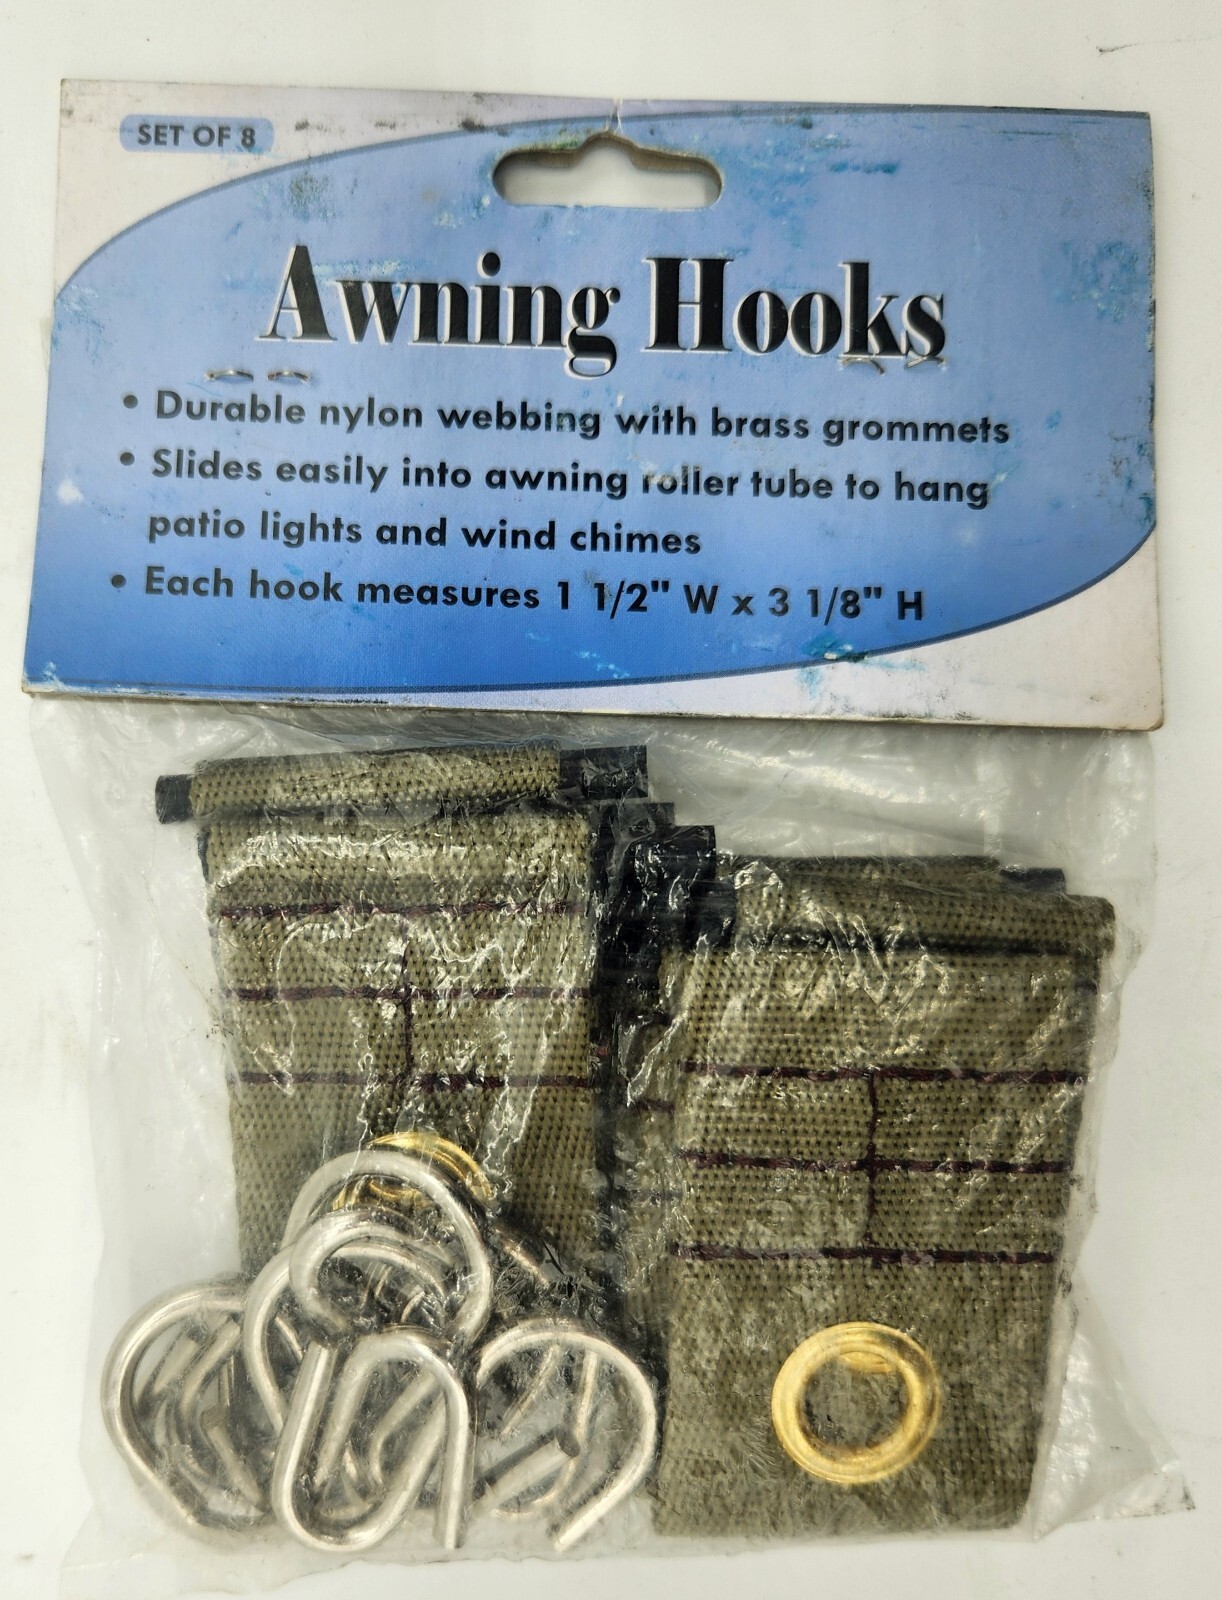 SET OF 8
Awning Hooks
• Durable nylon webbing with brass grommets
• Slides easily into awning roller tube to hang
patio lights and wind chimes
• Each hook measures 1 1/2" W x 3 1/8" H